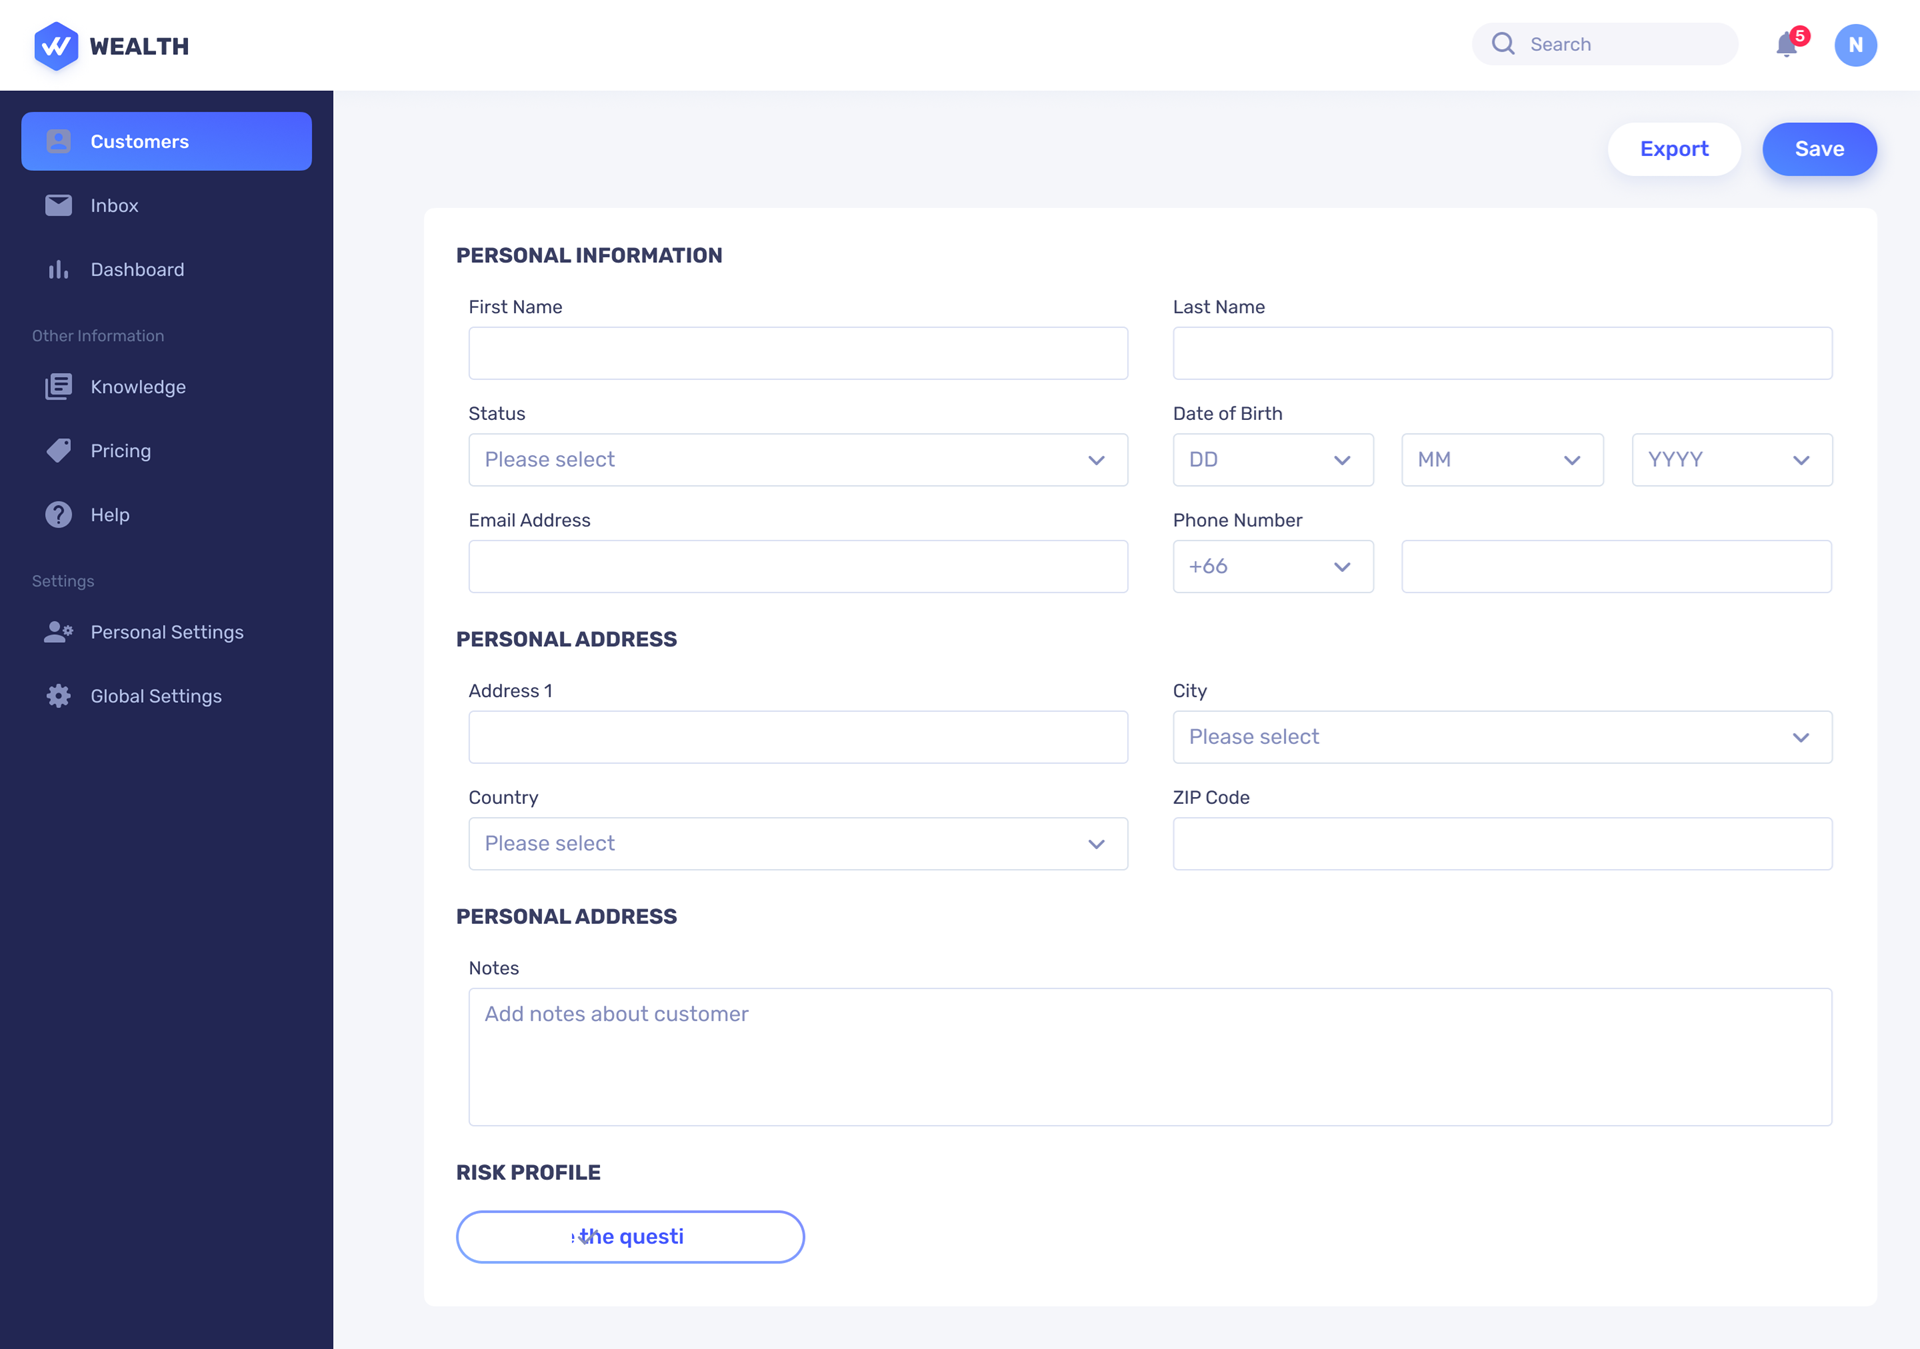 WEALTH
Search
5
N
Customers
Inbox
Dashboard
Other Information
Knowledge
Pricing
Help
Settings
Personal Settings
Global Settings
Export
Save
PERSONAL INFORMATION
First Name
Last Name
Status
Date of Birth
Please select
DD
MM
YYYY
Email Address
Phone Number
+66
PERSONAL ADDRESS
Address 1
City
Please select
Country
ZIP Code
Please select
PERSONAL ADDRESS
Notes
Add notes about customer
RISK PROFILE
the questi